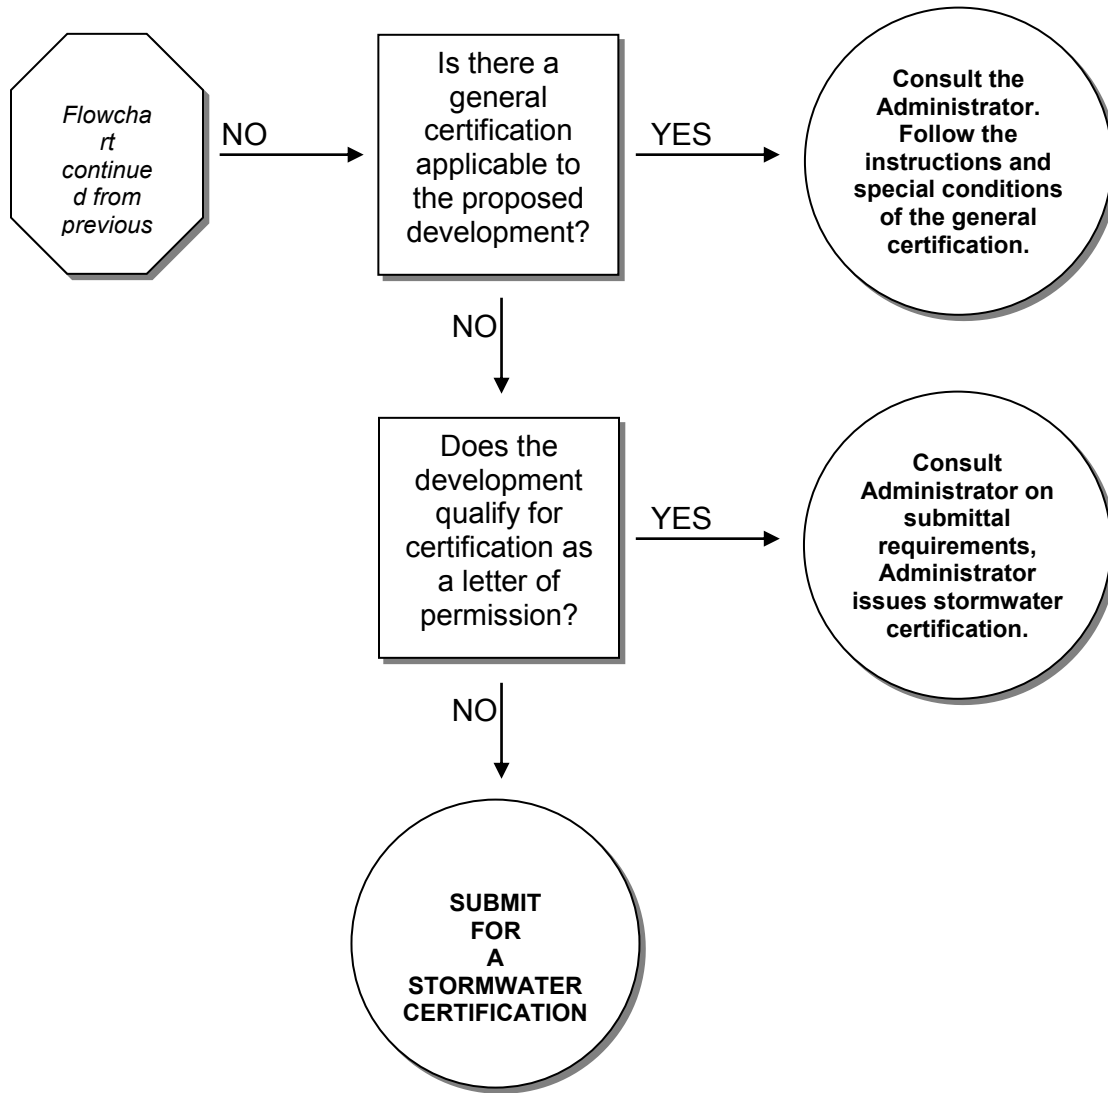 Flowcha
rt
continue
d from
previous
NO
Is there a
general
certification
applicable to
the proposed
development?
YES
Consult the
Administrator.
Follow the
instructions and
special conditions
of the general
certification.
NO
Does the
development
qualify for
certification as
a letter of
permission?
YES
Consult
Administrator on
submittal
requirements,
Administrator
issues stormwater
certification.
NO
SUBMIT
FOR
A
STORMWATER
CERTIFICATION